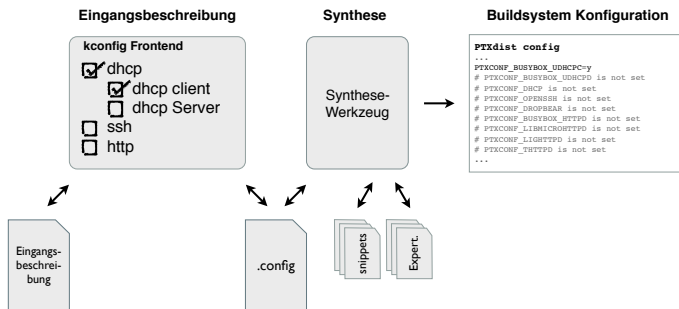 Eingangsbeschreibung
Synthese
Buildsystem Konfiguration
kconfig Frontend
dhcp
dhcp client
dhcp Server
ssh
http
Synthese-
Werkzeug
PTXdist config
...
PTXCONF_BUSYBOX_UDHCPC=y
# PTXCONF_BUSYBOX_UDHCPD is not set
# PTXCONF_DHCP is not set
# PTXCONF_OPENSSH is not set
# PTXCONF_DROPBEAR is not set
# PTXCONF_BUSYBOX_HTTPD is not set
# PTXCONF_LIBMICROHTTPD is not set
# PTXCONF_LIGHTTPD is not set
# PTXCONF_THTTPD is not set
...
Eingangs-
beschrei-
bung
.config
snippets
Expert.